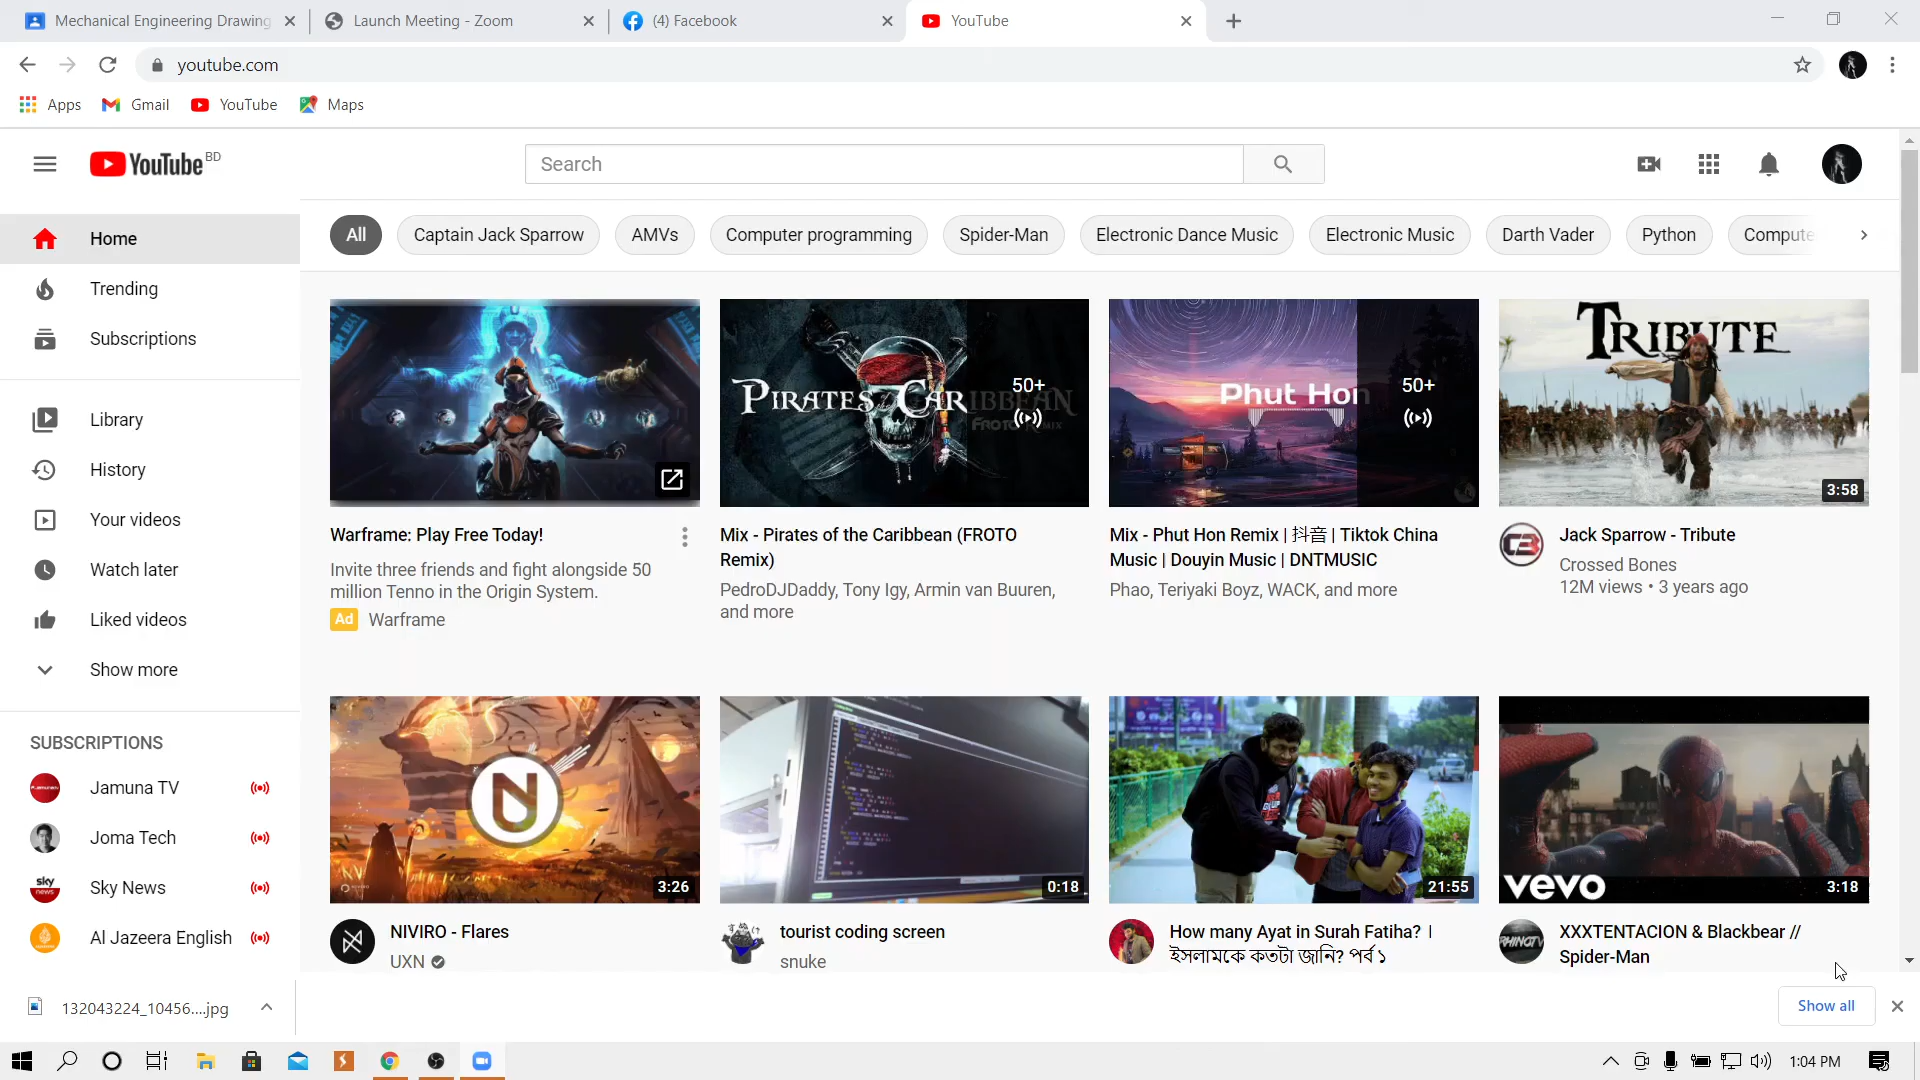 Mechanical Engineering Drawing
Launch Meeting - Zoom
(4) Facebook
YouTube
youtube.com
Apps
Gmail
YouTube
Maps
YouTube BD
Search
Home
Trending
Subscriptions
Library
History
Your videos
Watch later
Liked videos
Show more
SUBSCRIPTIONS
Jamuna TV
Joma Tech
Sky News
Al Jazeera English
All
Captain Jack Sparrow
AMVs
Computer programming
Spider-Man
Electronic Dance Music
Electronic Music
Darth Vader
Python
Compute
Warframe: Play Free Today!
Invite three friends and fight alongside 50
million Tenno in the Origin System.
Ad Warframe
PIRATES CARIBBEAN
FROTO REMIX
50+
Mix - Pirates of the Caribbean (FROTO
Remix)
PedroDJDaddy, Tony Igy, Armin van Buuren,
and more
Phut Hon
50+
Mix - Phut Hon Remix | 抖音 | Tiktok China
Music | Douyin Music | DNTMUSIC
Phao, Teriyaki Boyz, WACK, and more
TRIBUTE
3:58
Jack Sparrow - Tribute
Crossed Bones
12M views • 3 years ago
3:26
NIVIRO - Flares
UXN
0:18
tourist coding screen
snuke
21:55
How many Ayat in Surah Fatiha? |
ইসলামকে কতটা জানি? পর্ব ১
vevo
3:18
XXXTENTACION & Blackbear //
Spider-Man
132043224_10456....jpg
Show all
1:04 PM